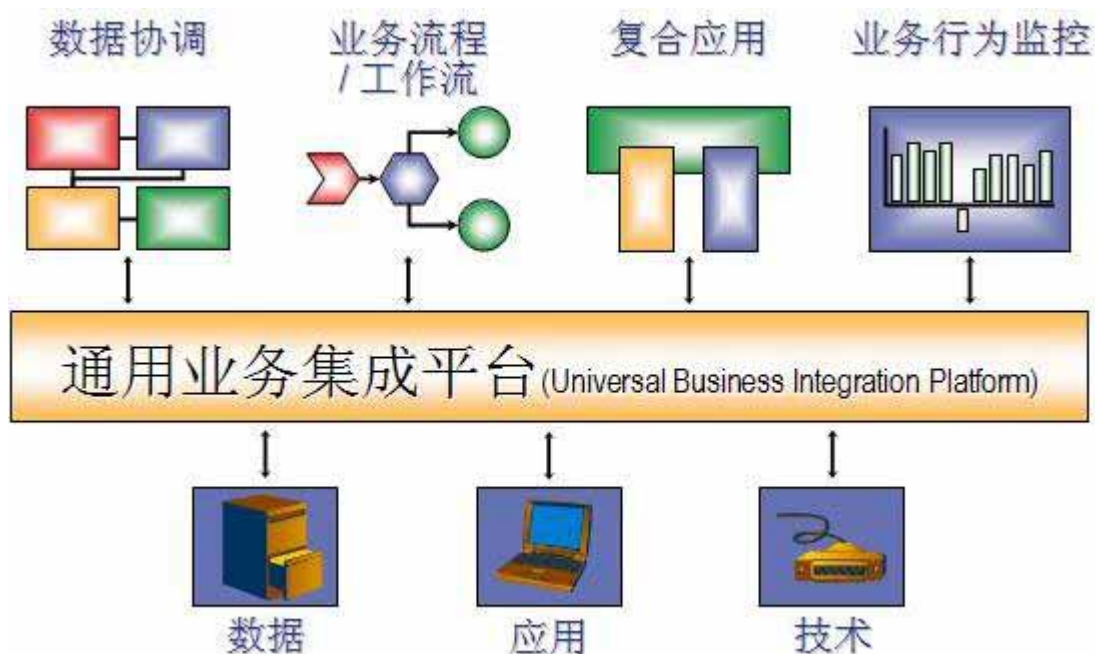 数据协调
业务流程
/ 工作流
复合应用
业务行为监控
通用业务集成平台(Universal Business Integration Platform)
数据
应用
技术